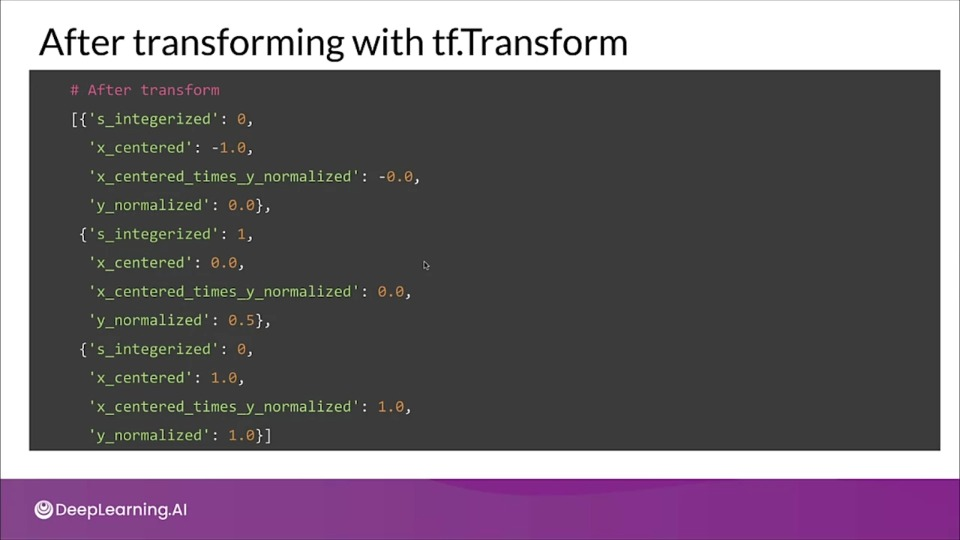 After transforming with tf.Transform
# After transform
[{'s_integerized': 0,
'x_centered': -1.0,
'x_centered_times_y_normalized': -0.0,
'y_normalized': 0.0},
{'s_integerized': 1,
'x_centered': 0.0,
'x_centered_times_y_normalized': 0.0,
'y_normalized': 0.5},
{'s_integerized': 0,
'x_centered': 1.0,
'x_centered_times_y_normalized': 1.0,
'y_normalized': 1.0}]
DeepLearning.AI